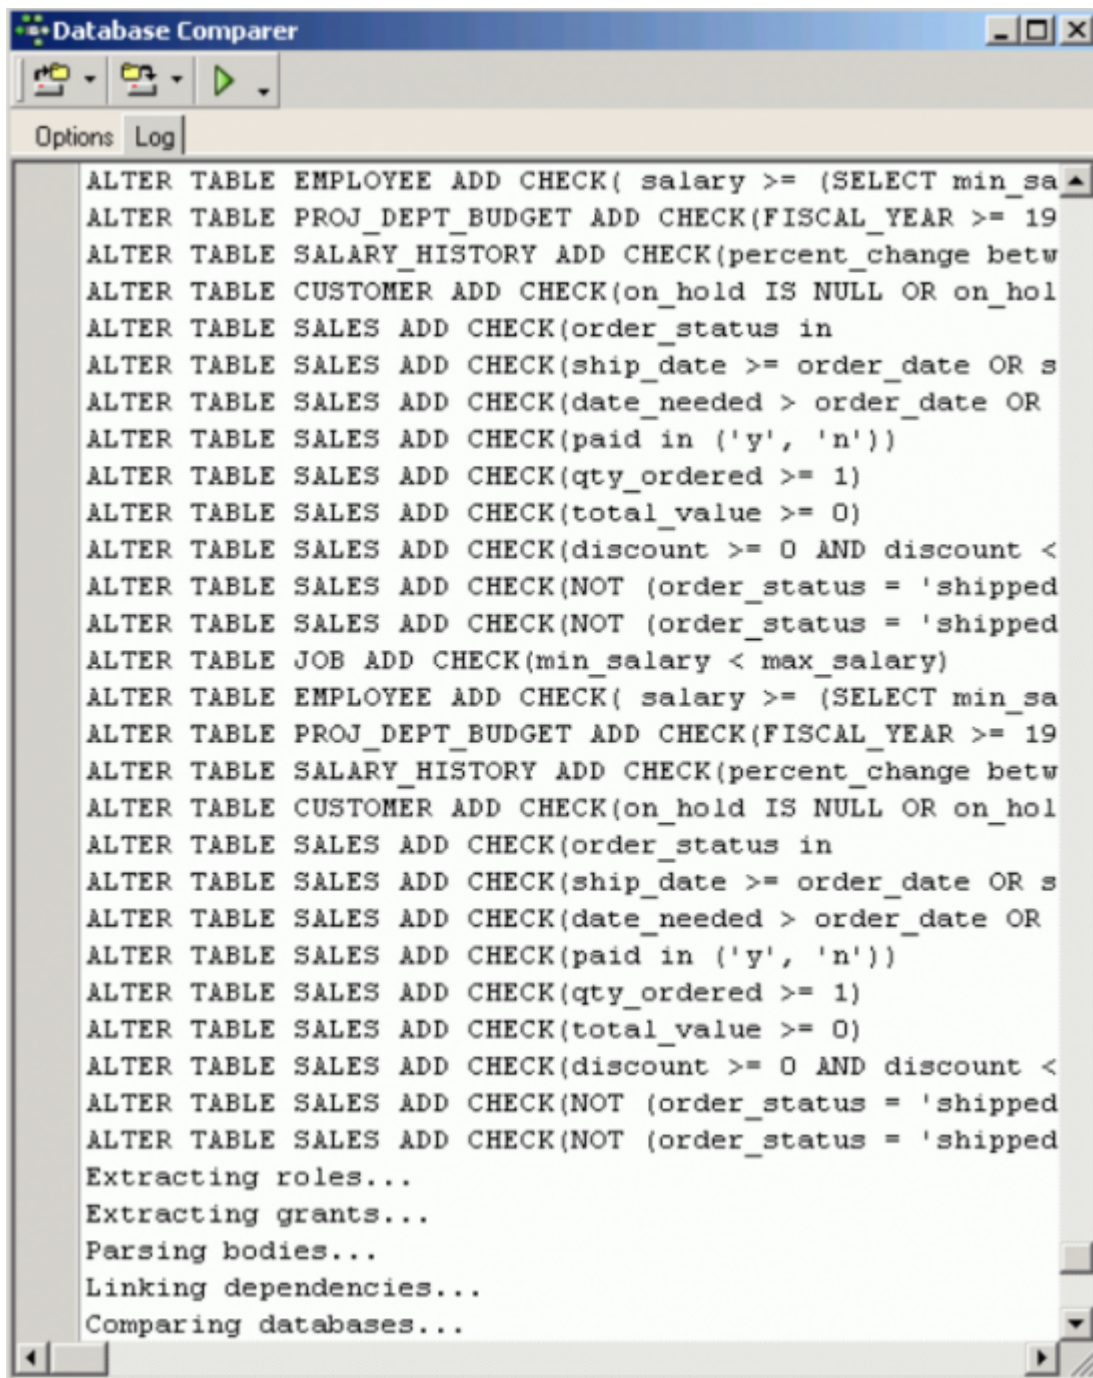 Database Comparer
Options Log
ALTER TABLE EMPLOYEE ADD CHECK( salary >= (SELECT min_sa
ALTER TABLE PROJ_DEPT_BUDGET ADD CHECK(FISCAL_YEAR >= 19
ALTER TABLE SALARY_HISTORY ADD CHECK(percent_change betw
ALTER TABLE CUSTOMER ADD CHECK(on_hold IS NULL OR on_hol
ALTER TABLE SALES ADD CHECK(order_status in
ALTER TABLE SALES ADD CHECK(ship_date >= order_date OR s
ALTER TABLE SALES ADD CHECK(date_needed > order_date OR
ALTER TABLE SALES ADD CHECK(paid in ('y', 'n'))
ALTER TABLE SALES ADD CHECK(qty_ordered >= 1)
ALTER TABLE SALES ADD CHECK(total_value >= 0)
ALTER TABLE SALES ADD CHECK(discount >= 0 AND discount <
ALTER TABLE SALES ADD CHECK(NOT (order_status = 'shipped
ALTER TABLE SALES ADD CHECK(NOT (order_status = 'shipped
ALTER TABLE JOB ADD CHECK(min_salary < max_salary)
ALTER TABLE EMPLOYEE ADD CHECK( salary >= (SELECT min_sa
ALTER TABLE PROJ_DEPT_BUDGET ADD CHECK(FISCAL_YEAR >= 19
ALTER TABLE SALARY_HISTORY ADD CHECK(percent_change betw
ALTER TABLE CUSTOMER ADD CHECK(on_hold IS NULL OR on_hol
ALTER TABLE SALES ADD CHECK(order_status in
ALTER TABLE SALES ADD CHECK(ship_date >= order_date OR s
ALTER TABLE SALES ADD CHECK(date_needed > order_date OR
ALTER TABLE SALES ADD CHECK(paid in ('y', 'n'))
ALTER TABLE SALES ADD CHECK(qty_ordered >= 1)
ALTER TABLE SALES ADD CHECK(total_value >= 0)
ALTER TABLE SALES ADD CHECK(discount >= 0 AND discount <
ALTER TABLE SALES ADD CHECK(NOT (order_status = 'shipped
ALTER TABLE SALES ADD CHECK(NOT (order_status = 'shipped
Extracting roles...
Extracting grants...
Parsing bodies...
Linking dependencies...
Comparing databases...